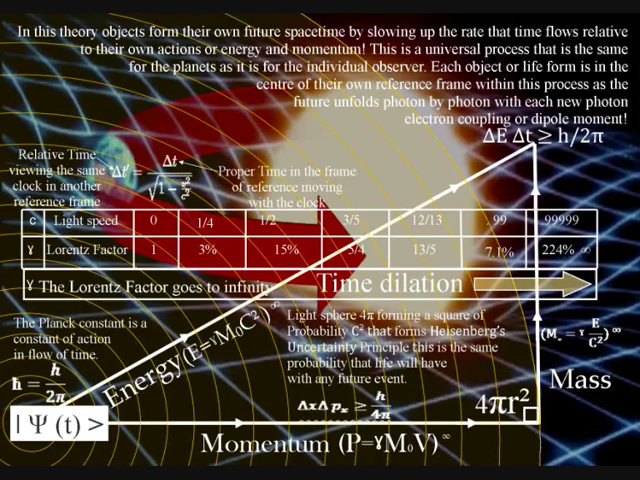 In this theory objects form their own future spacetime by slowing up the rate that time flows relative
to their own actions or energy and momentum! This is a universal process that is the same
for the planets as it is for the individual observer. Each object or life form is in the
centre of their own reference frame within this process as the
future unfolds photon by photon with each new photon
electron coupling or dipole moment!
ΔE Δt ≥ h/2π
Relative Time
viewing the same
clock in another
reference frame
Δt' = Δt / √1 −
Proper Time in the frame
of reference moving
with the clock
c Light speed 0 1/4 1/2 3/5 12/13 .99 .99999
ɣ Lorentz Factor 1 3% 15% 5/4 13/5 7.1% 224% ∞
ɣ The Lorentz Factor goes to infinity
Time dilation
The Planck constant is a
constant of action
in flow of time.
ħ = h/2π
Light sphere 4π forming a square of
Probability C² that forms Heisenberg's
Uncertainty Principle this is the same
probability that life will have
with any future event.
ΔxΔpₓ ≥ h/4π
Energy (E=ɣM₀C²)∞
= E/C²)∞
Mass
4πr²
| Ψ (t) >
Momentum (P=ɣM₀V)∞